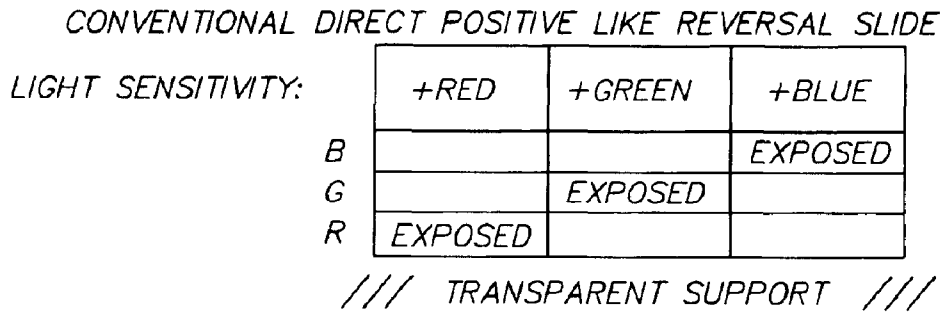 CONVENTIONAL DIRECT POSITIVE LIKE REVERSAL SLIDE
LIGHT SENSITIVITY: +RED +GREEN +BLUE
B EXPOSED
G EXPOSED
R EXPOSED
/// TRANSPARENT SUPPORT ///